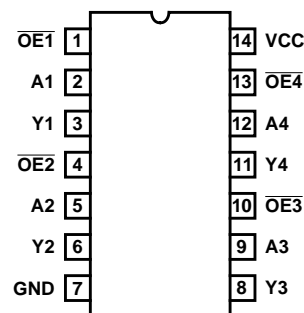 OE1 1 14 VCC
A1 2 13 OE4
Y1 3 12 A4
OE2 4 11 Y4
A2 5 10 OE3
Y2 6 9 A3
GND 7 8 Y3